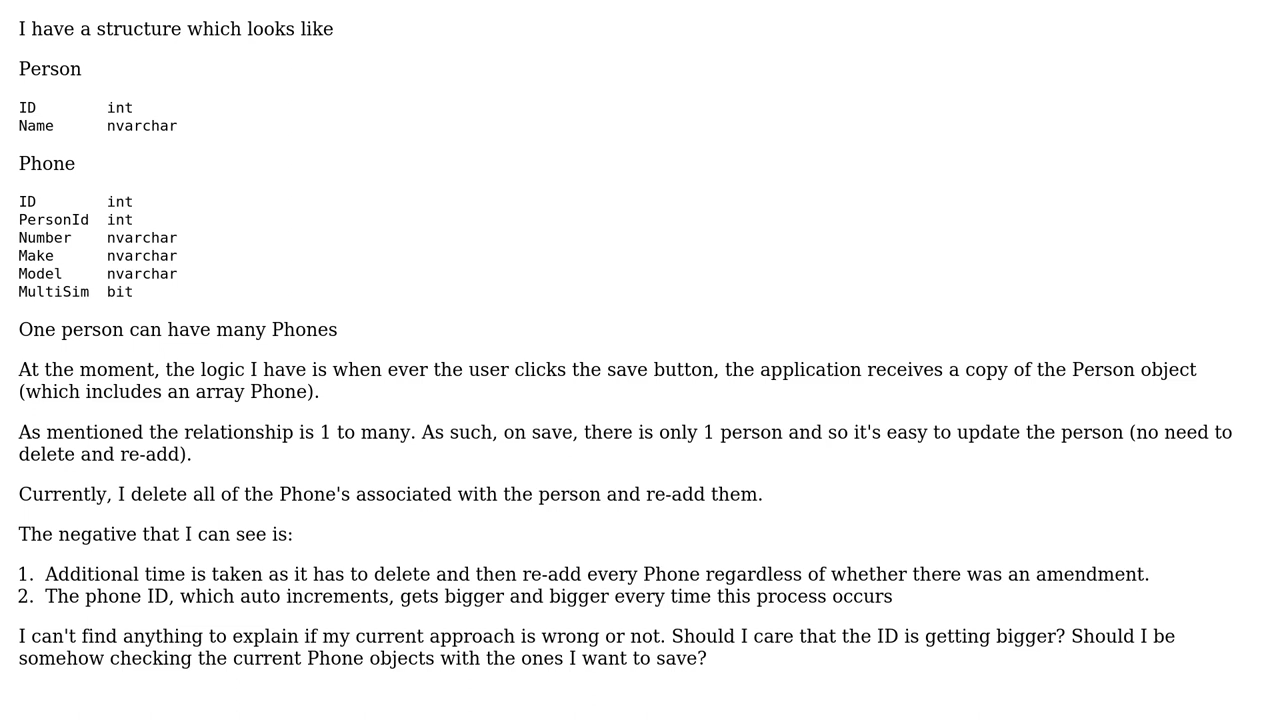 I have a structure which looks like
Person
ID        int
Name      nvarchar
Phone
ID        int
PersonId  int
Number    nvarchar
Make      nvarchar
Model     nvarchar
MultiSim  bit
One person can have many Phones
At the moment, the logic I have is when ever the user clicks the save button, the application receives a copy of the Person object
(which includes an array Phone).
As mentioned the relationship is 1 to many. As such, on save, there is only 1 person and so it's easy to update the person (no need to
delete and re-add).
Currently, I delete all of the Phone's associated with the person and re-add them.
The negative that I can see is:
1. Additional time is taken as it has to delete and then re-add every Phone regardless of whether there was an amendment.
2. The phone ID, which auto increments, gets bigger and bigger every time this process occurs
I can't find anything to explain if my current approach is wrong or not. Should I care that the ID is getting bigger? Should I be
somehow checking the current Phone objects with the ones I want to save?